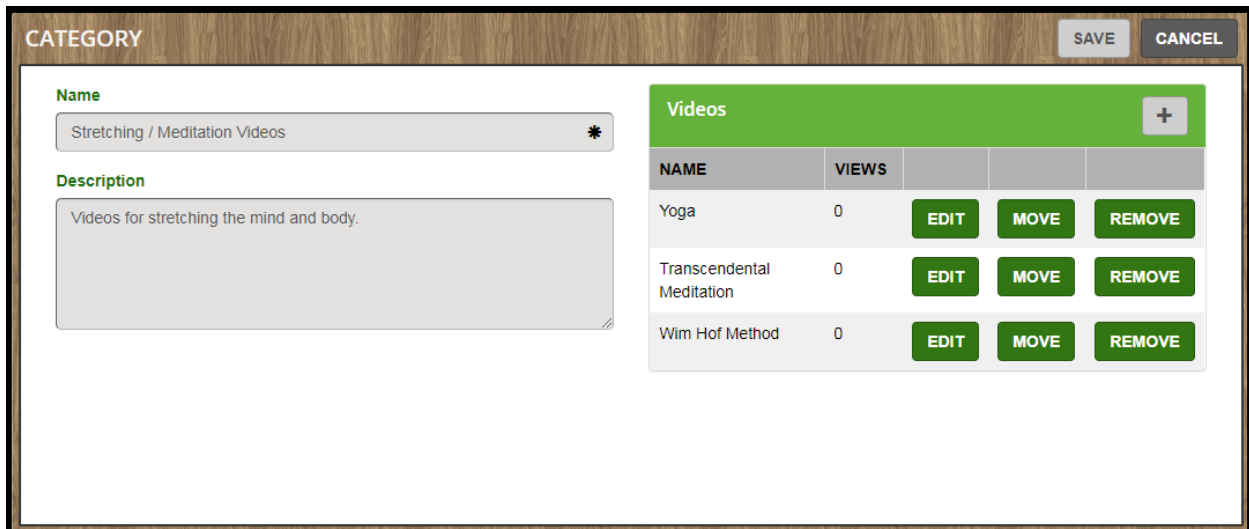 CATEGORY
SAVE
CANCEL
Name
Stretching / Meditation Videos
Description
Videos for stretching the mind and body.
Videos
+
NAME VIEWS
Yoga 0 EDIT MOVE REMOVE
Transcendental
Meditation 0 EDIT MOVE REMOVE
Wim Hof Method 0 EDIT MOVE REMOVE